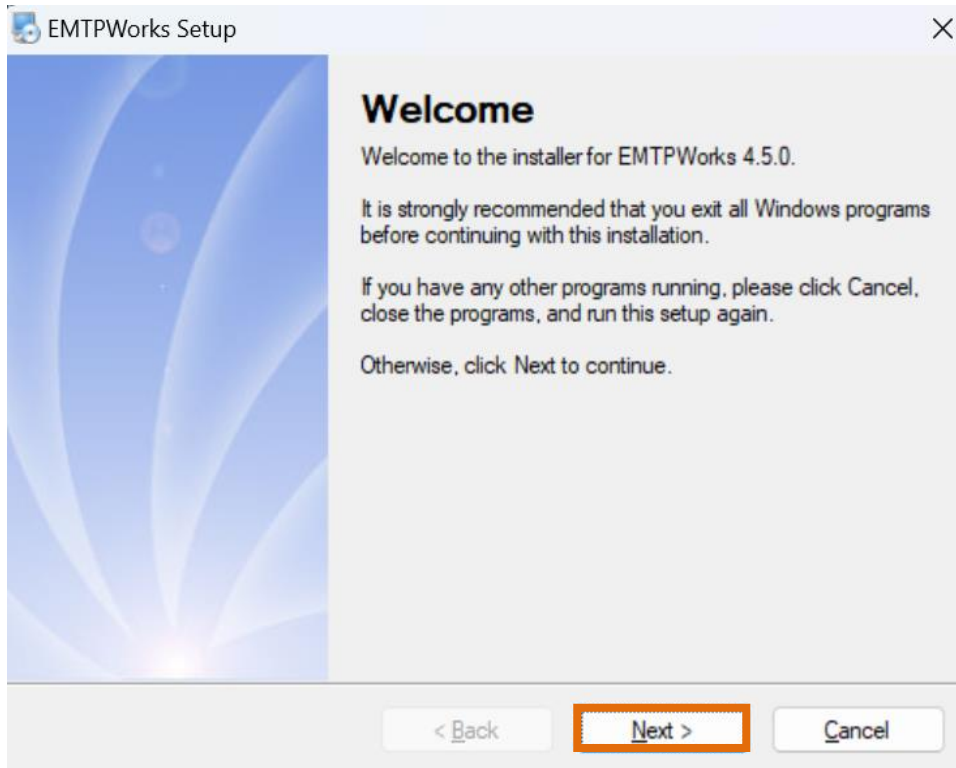 EMTPWorks Setup
Welcome
Welcome to the installer for EMTPWorks 4.5.0.
It is strongly recommended that you exit all Windows programs
before continuing with this installation.
If you have any other programs running, please click Cancel,
close the programs, and run this setup again.
Otherwise, click Next to continue.
< Back
Next >
Cancel